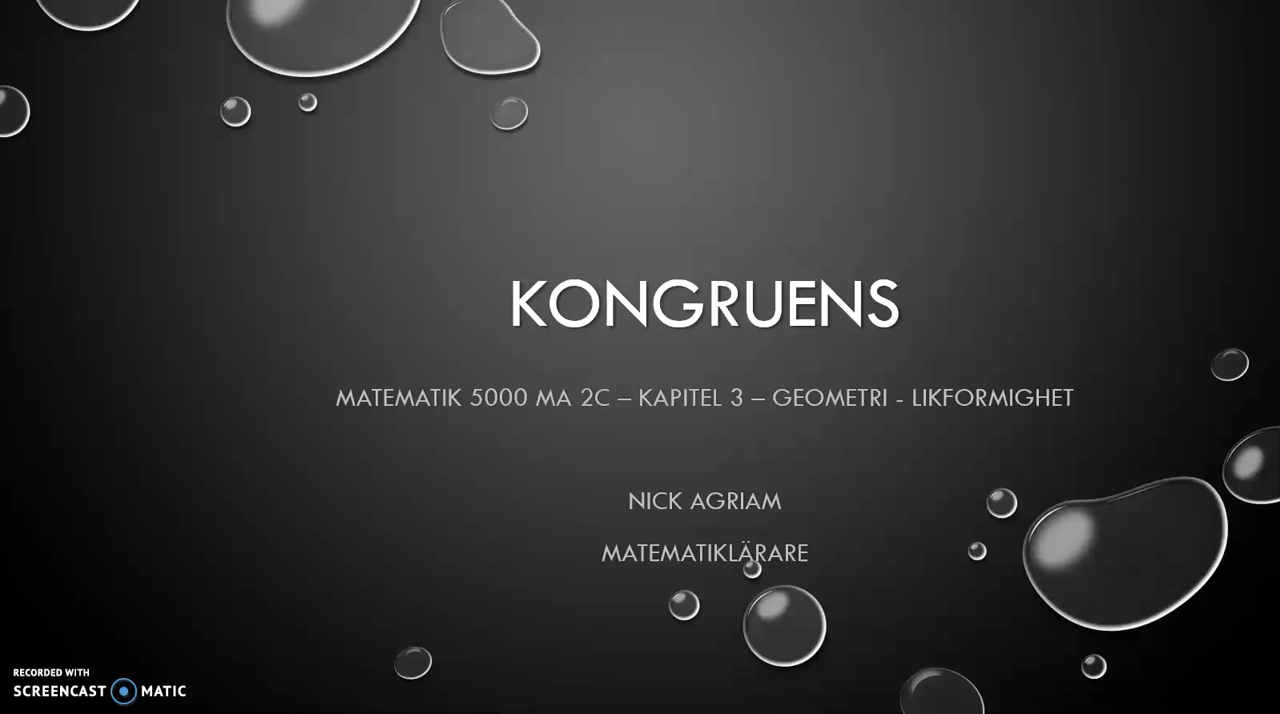 KONGRUENS
MATEMATIK 5000 MA 2C – KAPITEL 3 – GEOMETRI - LIKFORMIGHET
NICK AGRIAM
MATEMATIKLÄRARE
RECORDED WITH
SCREENCAST MATIC